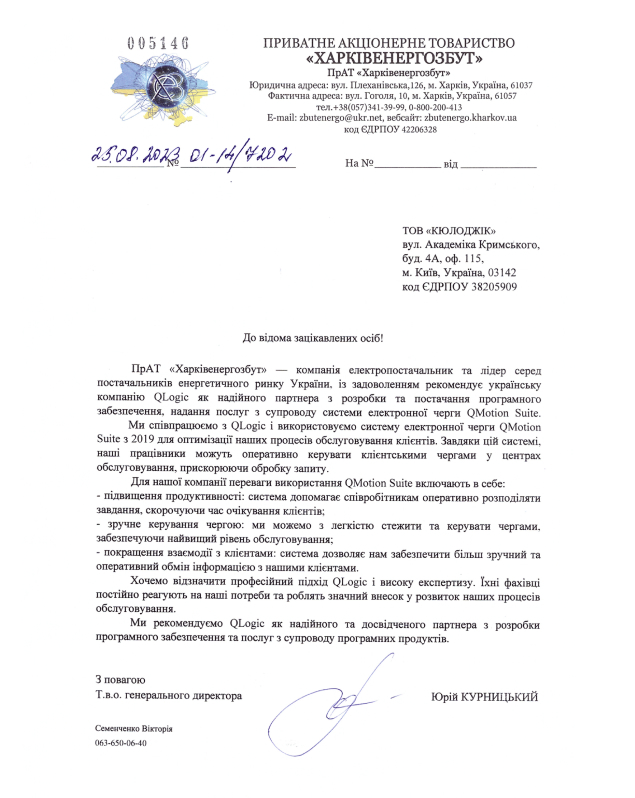 005146
ПРИВАТНЕ АКЦІОНЕРНЕ ТОВАРИСТВО
«ХАРКІВЕНЕРГОЗБУТ»
ПрАТ «Харківенергозбут»
Юридична адреса: вул. Плеханівська,126, м. Харків, Україна, 61037
Фактична адреса: вул. Гоголя, 10, м. Харків, Україна, 61057
тел.+38(057)341-39-99, 0-800-200-413
E-mail: zbutenergo@ukr.net, вебсайт: zbutenergo.kharkov.ua
код ЄДРПОУ 42206328
25.08.2023 № 01-14/7202
На № від
ТОВ «КЮЛОДЖІК»
вул. Академіка Кримського,
буд. 4А, оф. 115,
м. Київ, Україна, 03142
код ЄДРПОУ 38205909
До відома зацікавлених осіб!
ПрАТ «Харківенергозбут» — компанія електропостачальник та лідер серед
постачальників енергетичного ринку України, із задоволенням рекомендує українську
компанію QLogic як надійного партнера з розробки та постачання програмного
забезпечення, надання послуг з супроводу системи електронної черги QMotion Suite.
Ми співпрацюємо з QLogic і використовуємо систему електронної черги QMotion
Suite з 2019 для оптимізації наших процесів обслуговування клієнтів. Завдяки цій системі,
наші працівники можуть оперативно керувати клієнтськими чергами у центрах
обслуговування, прискорюючи обробку запиту.
Для нашої компанії переваги використання QMotion Suite включають в себе:
- підвищення продуктивності: система допомагає співробітникам оперативно розподіляти
завдання, скорочуючи час очікування клієнтів;
- зручне керування чергою: ми можемо з легкістю стежити та керувати чергами,
забезпечуючи найвищий рівень обслуговування;
- покращення взаємодії з клієнтами: система дозволяє нам забезпечити більш зручний та
оперативний обмін інформацією з нашими клієнтами.
Хочемо відзначити професійний підхід QLogic і високу експертизу. Їхні фахівці
постійно реагують на наші потреби та роблять значний внесок у розвиток наших процесів
обслуговування.
Ми рекомендуємо QLogic як надійного та досвідченого партнера з розробки
програмного забезпечення та послуг з супроводу програмних продуктів.
З повагою
Т.в.о. генерального директора
Юрій КУРНИЦЬКИЙ
Семенченко Вікторія
063-650-06-40